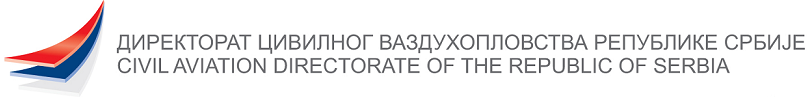 ДИРЕКТОРАТ ЦИВИЛНОГ ВАЗДУХОПЛОВСТВА РЕПУБЛИКЕ СРБИЈЕ
CIVIL AVIATION DIRECTORATE OF THE REPUBLIC OF SERBIA